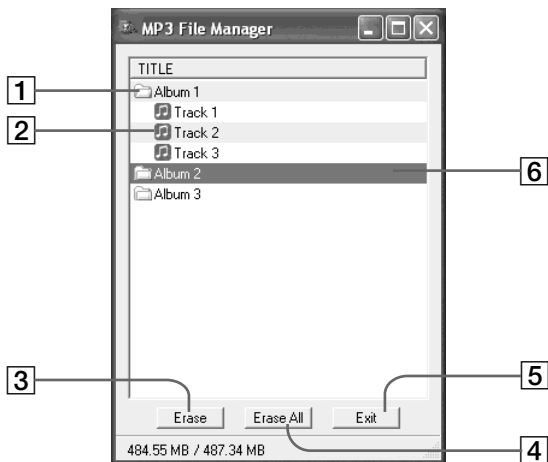 MP3 File Manager
TITLE
1 Album 1
Track 1
2 Track 2
Track 3
Album 2 6
Album 3
3 5
Erase Erase All Exit
484.55 MB / 487.34 MB 4